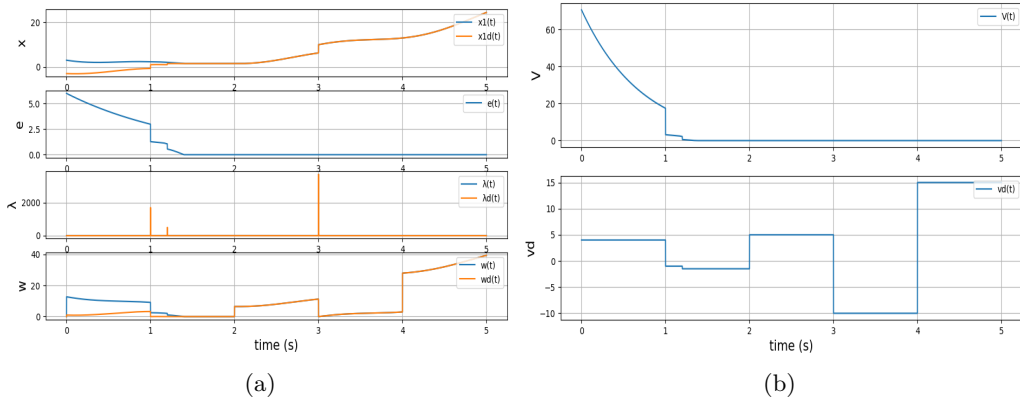 x
20
0
x1(t)
x1d(t)
0 1 2 3 4 5
e
5.0
2.5
0.0
e(t)
0 1 2 3 4 5
λ
2000
0
λ(t)
λd(t)
0 1 2 3 4 5
w
40
20
0
w(t)
wd(t)
0 1 2 3 4 5
time (s)
(a)
V
60
40
20
0
V(t)
0 1 2 3 4 5
vd
15
10
5
0
−5
−10
vd(t)
0 1 2 3 4 5
time (s)
(b)